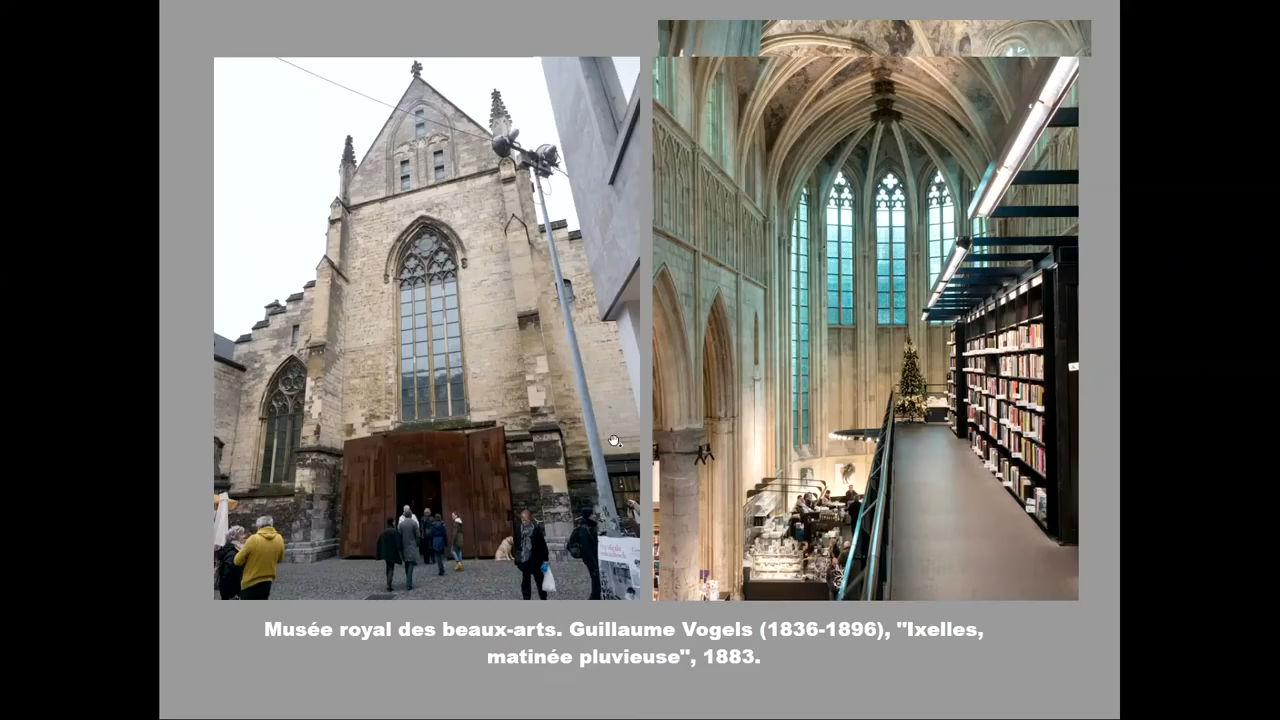 Musée royal des beaux-arts. Guillaume Vogels (1836-1896), "Ixelles,
matinée pluvieuse", 1883.